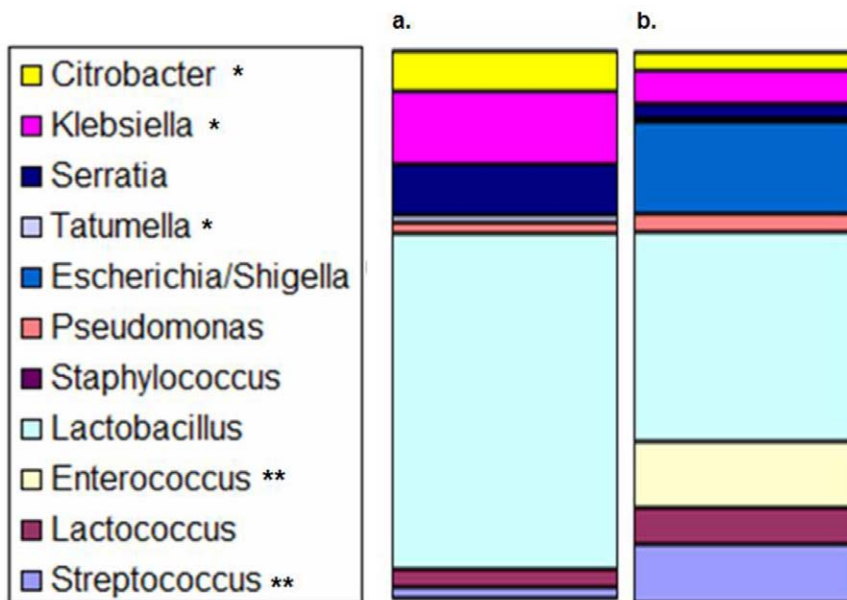 a.
b.
Citrobacter *
Klebsiella *
Serratia
Tatumella *
Escherichia/Shigella
Pseudomonas
Staphylococcus
Lactobacillus
Enterococcus **
Lactococcus
Streptococcus **